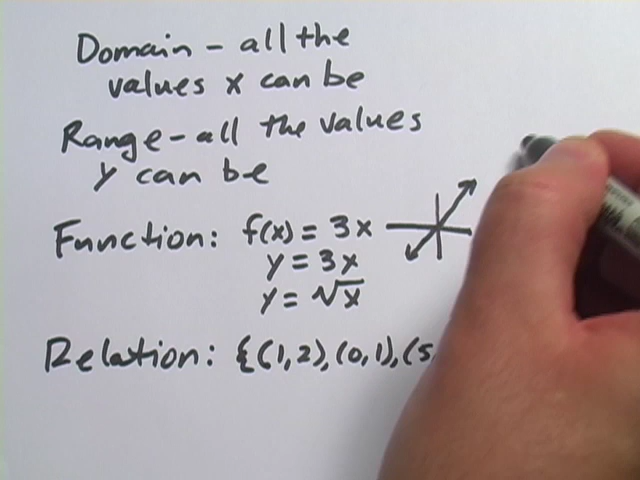 Domain - all the
values x can be
Range - all the values
y can be
Function: f(x) = 3x
y = 3x
y = √x
Relation: {(1,2),(0,1),(5,